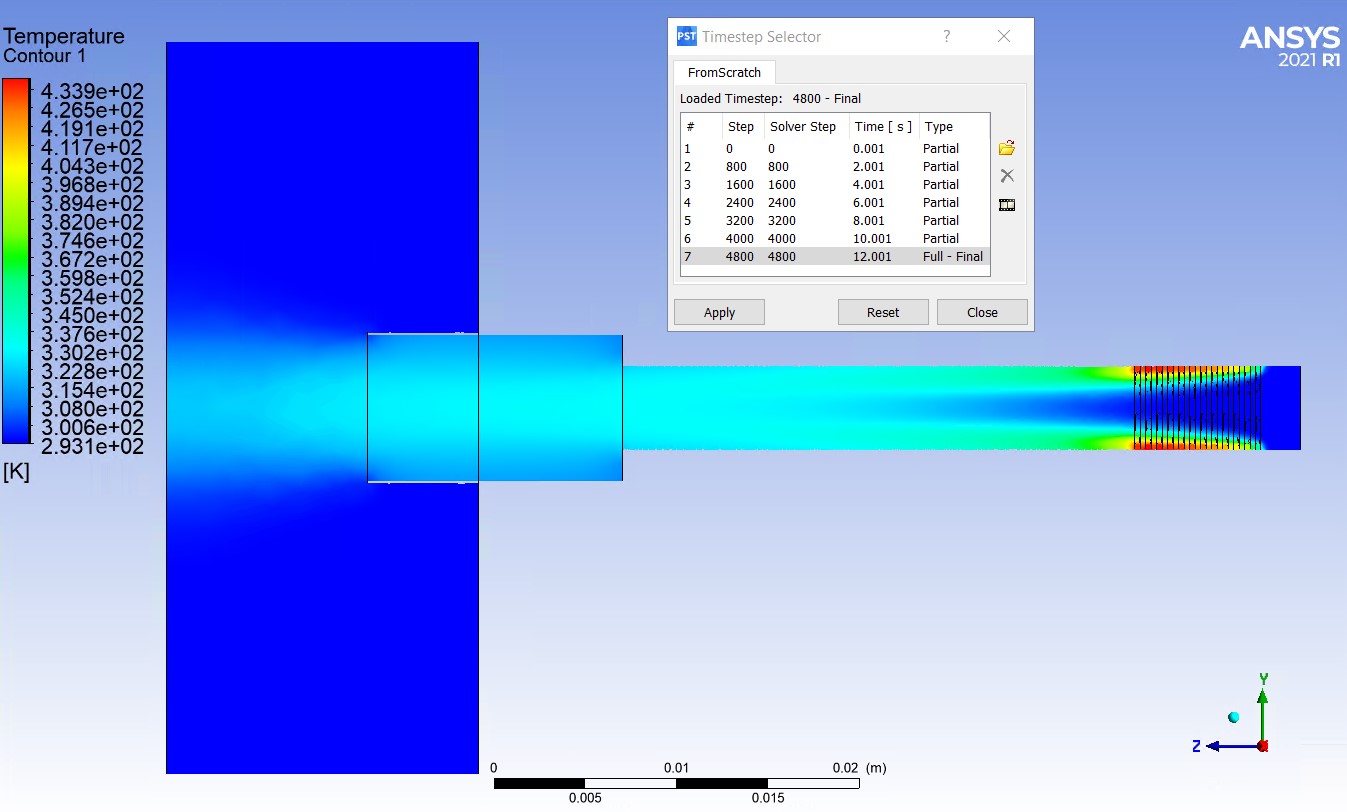 Temperature
Contour 1
4.339e+02
4.265e+02
4.191e+02
4.117e+02
4.043e+02
3.968e+02
3.894e+02
3.820e+02
3.746e+02
3.672e+02
3.598e+02
3.524e+02
3.450e+02
3.376e+02
3.302e+02
3.228e+02
3.154e+02
3.080e+02
3.006e+02
2.931e+02
[K]
PST Timestep Selector ?
FromScratch
Loaded Timestep: 4800 - Final
# Step Solver Step Time [ s ] Type
1 0 0 0.001 Partial
2 800 800 2.001 Partial
3 1600 1600 4.001 Partial
4 2400 2400 6.001 Partial
5 3200 3200 8.001 Partial
6 4000 4000 10.001 Partial
7 4800 4800 12.001 Full - Final
Apply Reset Close
ANSYS
2021 R1
Y
Z
0 0.01 0.02 (m)
0.005 0.015